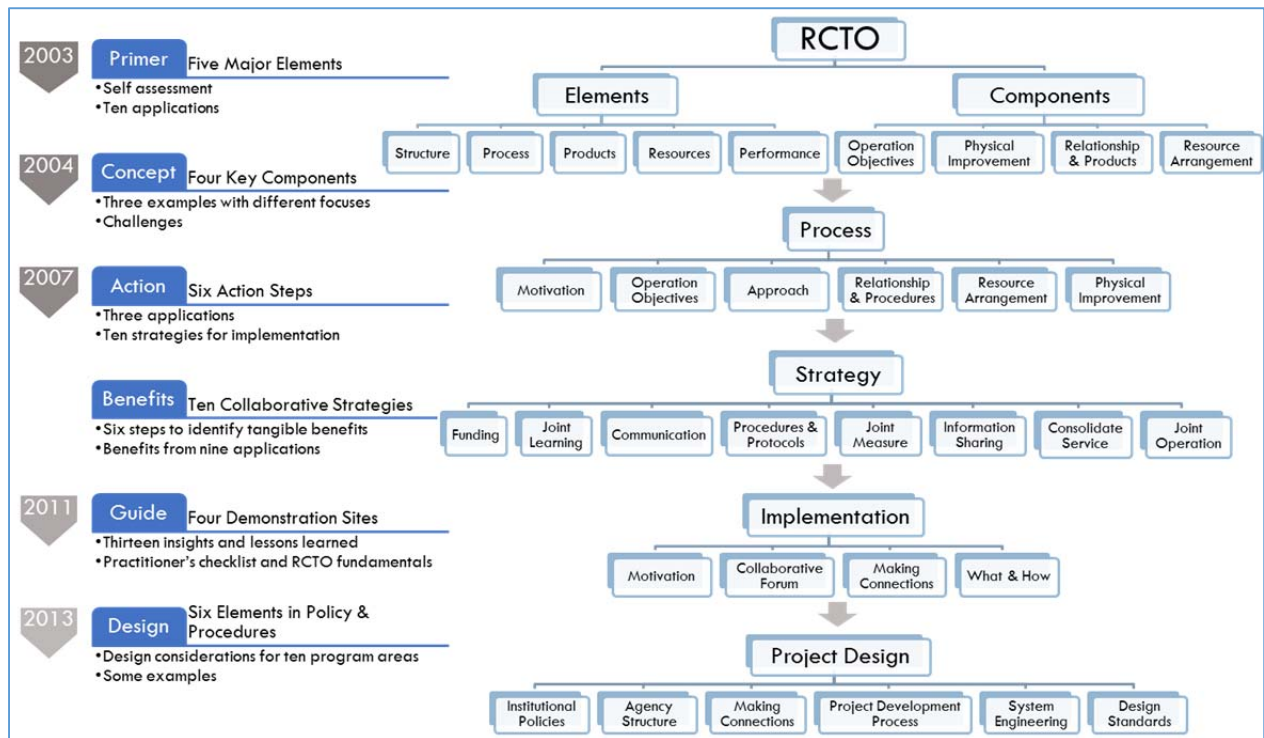 2003
Primer
Five Major Elements
•Self assessment
•Ten applications
2004
Concept
Four Key Components
•Three examples with different focuses
•Challenges
2007
Action
Six Action Steps
•Three applications
•Ten strategies for implementation
Benefits
Ten Collaborative Strategies
•Six steps to identify tangible benefits
•Benefits from nine applications
2011
Guide
Four Demonstration Sites
•Thirteen insights and lessons learned
•Practitioner's checklist and RCTO fundamentals
2013
Design
Six Elements in Policy &
Procedures
•Design considerations for ten program areas
•Some examples
RCTO
Elements
Components
Structure
Process
Products
Resources
Performance
Operation
Objectives
Physical
Improvement
Relationship
& Products
Resource
Arrangement
Process
Motivation
Operation
Objectives
Approach
Relationship
& Procedures
Resource
Arrangement
Physical
Improvement
Strategy
Funding
Joint
Learning
Communication
Procedures &
Protocols
Joint
Measure
Information
Sharing
Consolidate
Service
Joint
Operation
Implementation
Motivation
Collaborative
Forum
Making
Connections
What & How
Project Design
Institutional
Policies
Agency
Structure
Making
Connections
Project Development
Process
System
Engineering
Design
Standards